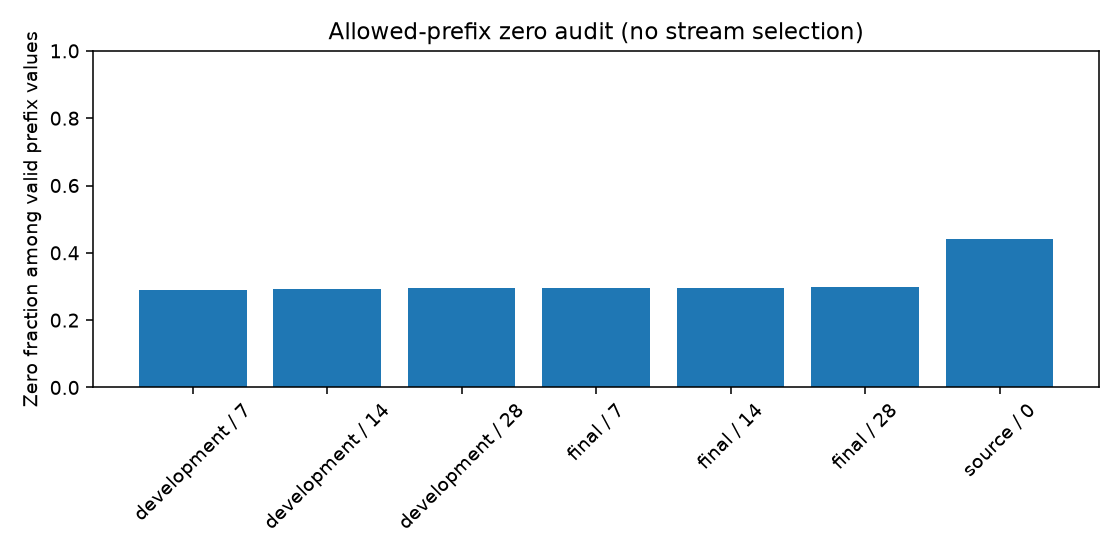 Allowed-prefix zero audit (no stream selection)
Zero fraction among valid prefix values
1.0
0.8
0.6
0.4
0.2
0.0
development / 7
development / 14
development / 28
final / 7
final / 14
final / 28
source / 0